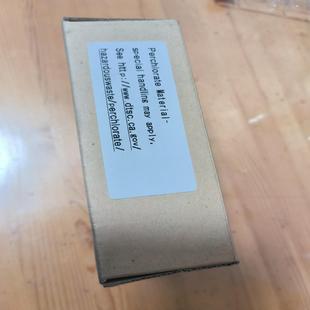 Perchlorate Material-
special handling may apply.
See http://www.dtsc.ca.gov/
hazardouswaste/perchlorate/